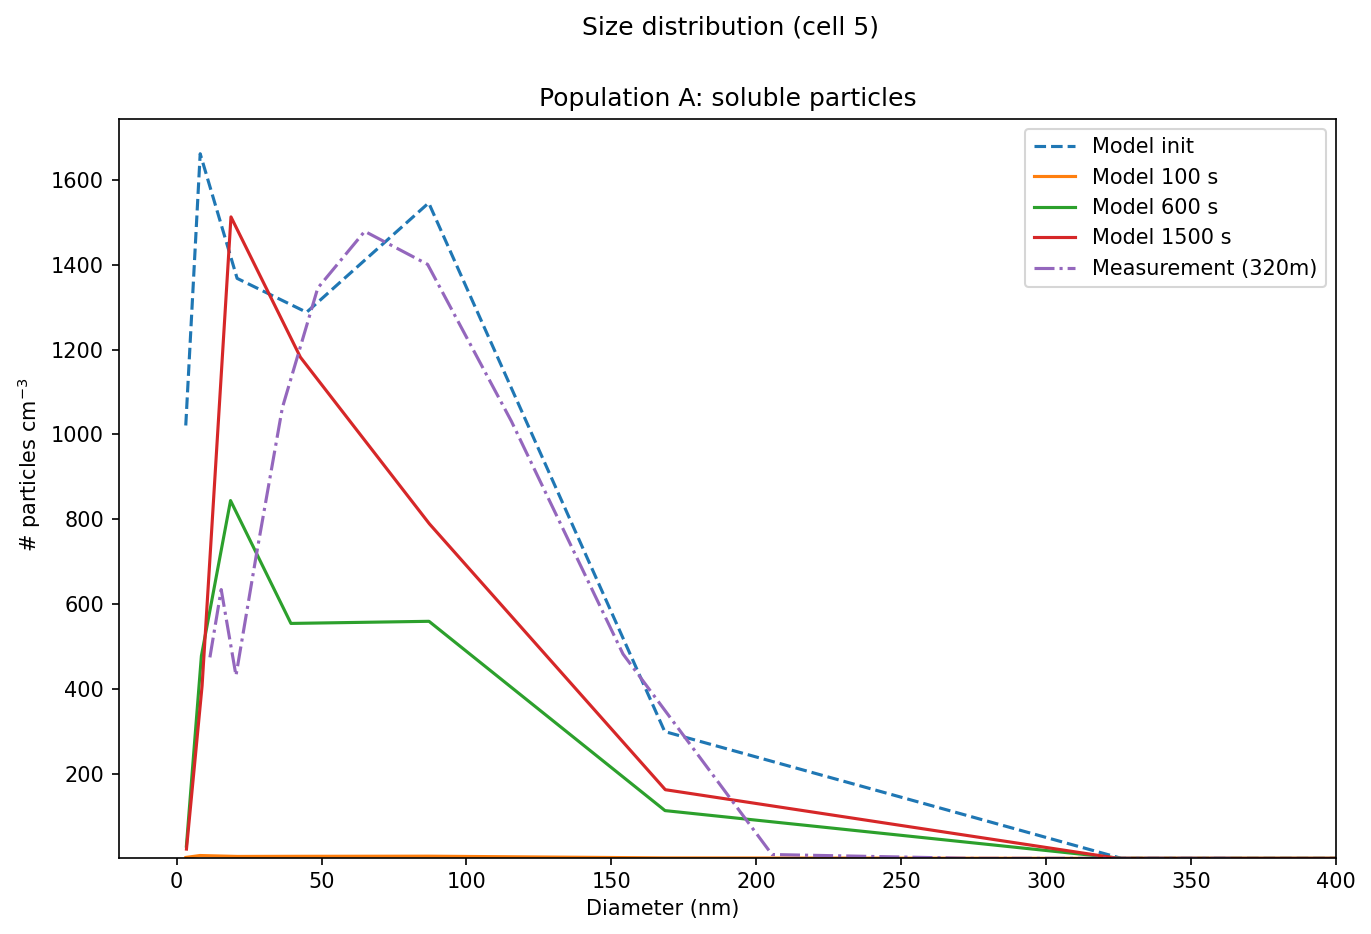 Size distribution (cell 5)
Population A: soluble particles
Model init
Model 100 s
Model 600 s
Model 1500 s
Measurement (320m)
# particles cm⁻³
1600
1400
1200
1000
800
600
400
200
0 50 100 150 200 250 300 350 400
Diameter (nm)